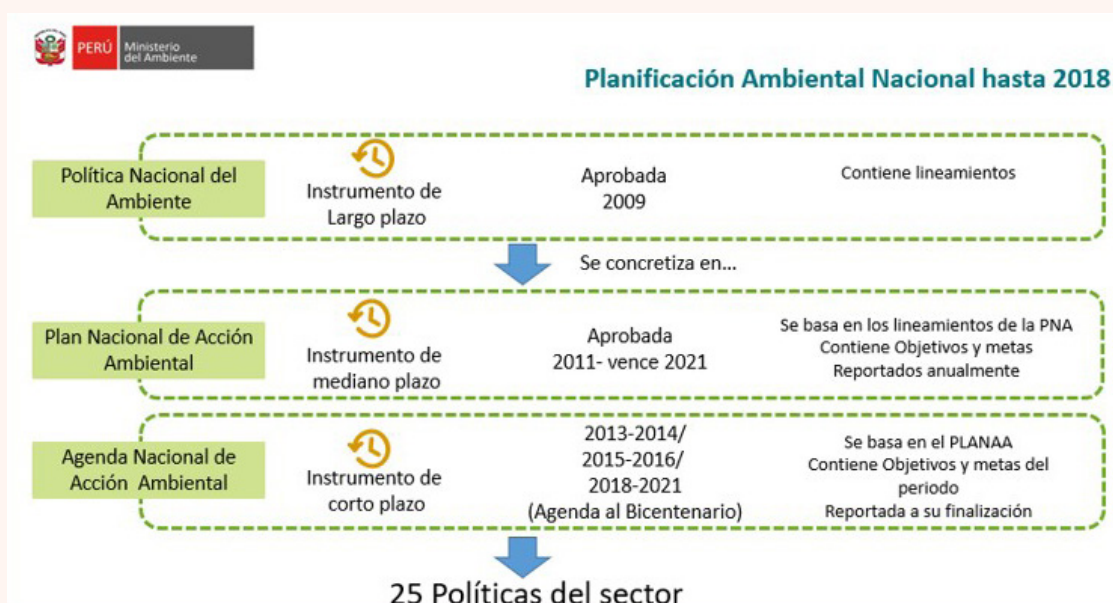 PERÚ
Ministerio
del Ambiente
Planificación Ambiental Nacional hasta 2018
Política Nacional del
Ambiente
Instrumento de
Largo plazo
Aprobada
2009
Contiene lineamientos
Se concretiza en...
Plan Nacional de Acción
Ambiental
Instrumento de
mediano plazo
Aprobada
2011- vence 2021
Se basa en los lineamientos de la PNA
Contiene Objetivos y metas
Reportados anualmente
Agenda Nacional de
Acción Ambiental
Instrumento de
corto plazo
2013-2014/
2015-2016/
2018-2021
(Agenda al Bicentenario)
Se basa en el PLANAA
Contiene Objetivos y metas del
periodo
Reportada a su finalización
25 Políticas del sector